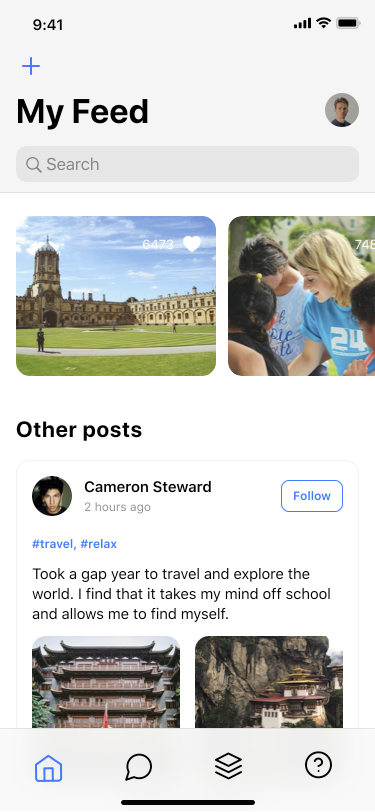 9:41
My Feed
Search
6473
748
Other posts
Cameron Steward
Follow
2 hours ago
#travel, #relax
Took a gap year to travel and explore the
world. I find that it takes my mind off school
and allows me to find myself.
24